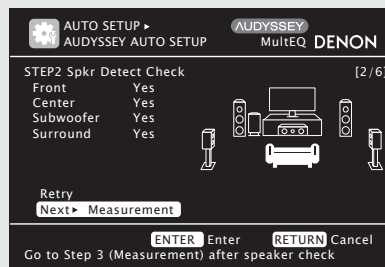 AUTO SETUP ▸
AUDYSSEY AUTO SETUP
AUDYSSEY
MultEQ DENON
STEP2 Spkr Detect Check [2/6]
Front Yes
Center Yes
Subwoofer Yes
Surround Yes
Retry
Next▸ Measurement
ENTER Enter RETURN Cancel
Go to Step 3 (Measurement) after speaker check